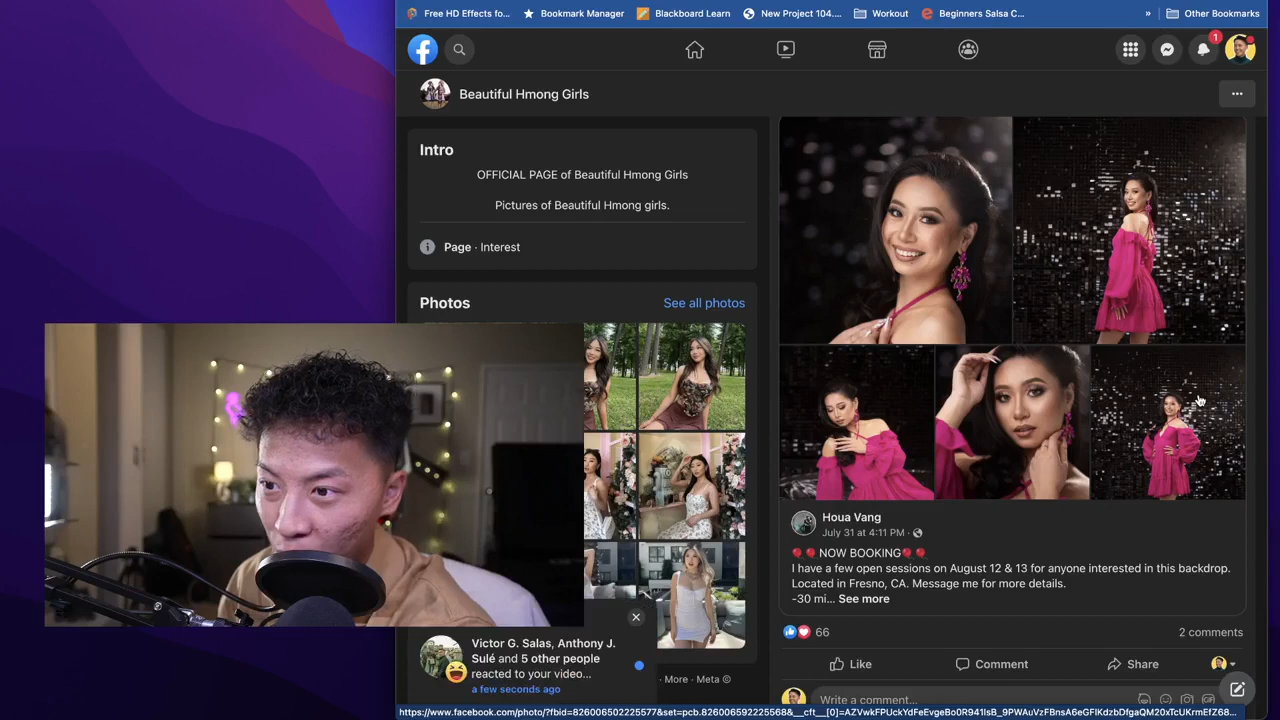 Free HD Effects fo...
Bookmark Manager
Blackboard Learn
New Project 104....
Workout
Beginners Salsa C...
»
Other Bookmarks
1
Beautiful Hmong Girls
Intro
OFFICIAL PAGE of Beautiful Hmong Girls
Pictures of Beautiful Hmong girls.
Page · Interest
Photos
See all photos
Houa Vang
July 31 at 4:11 PM ·
🌹🌹NOW BOOKING🌹🌹
I have a few open sessions on August 12 & 13 for anyone interested in this backdrop.
Located in Fresno, CA. Message me for more details.
-30 mi... See more
66
2 comments
Like
Comment
Share
Write a comment...
Victor G. Salas, Anthony J.
Sulé and 5 other people
reacted to your video...
a few seconds ago
· More · Meta ©